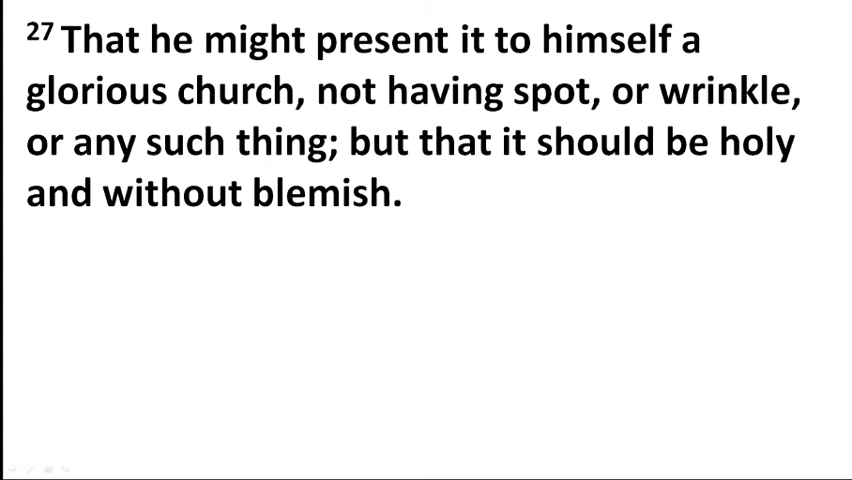 27 That he might present it to himself a
glorious church, not having spot, or wrinkle,
or any such thing; but that it should be holy
and without blemish.